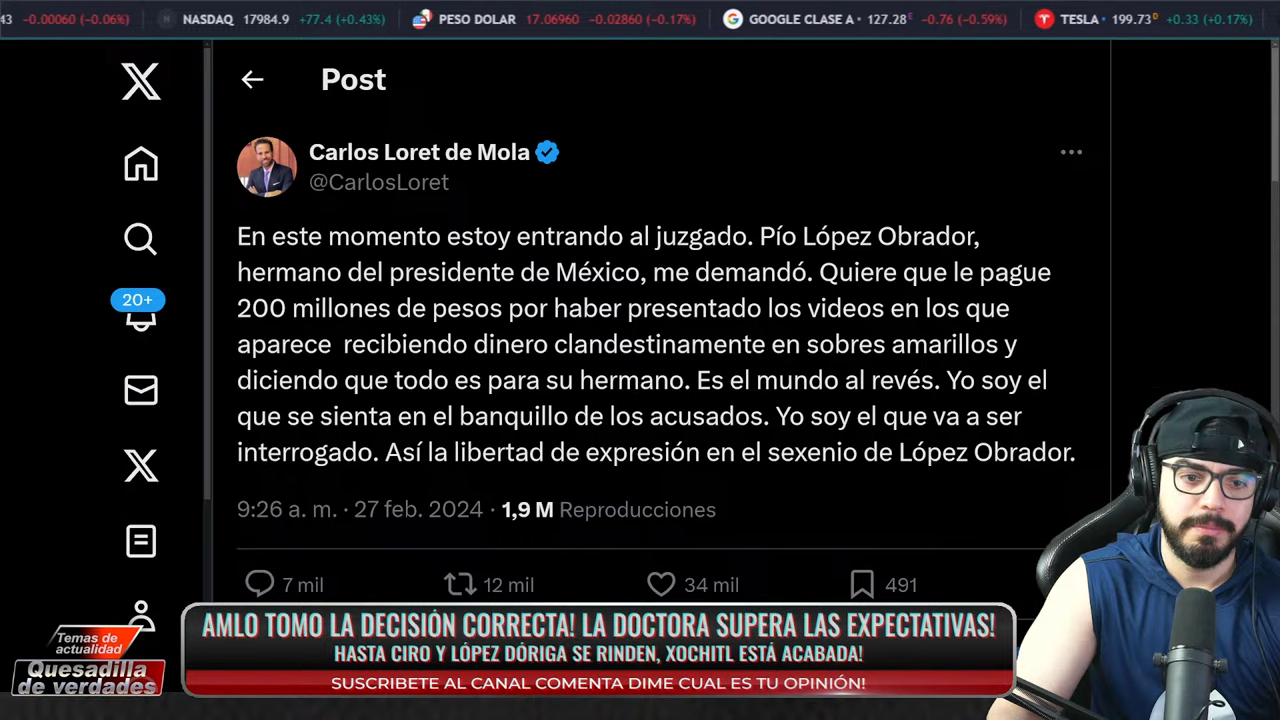 43 -0.00060 (-0.06%) NASDAQ 17984.9 +77.4 (+0.43%) PESO DOLAR 17.06960 -0.02860 (-0.17%) GOOGLE CLASE A 127.28 E -0.76 (-0.59%) TESLA 199.73 D +0.33 (+0.17%)
Post
Carlos Loret de Mola
@CarlosLoret
En este momento estoy entrando al juzgado. Pío López Obrador,
hermano del presidente de México, me demandó. Quiere que le pague
200 millones de pesos por haber presentado los videos en los que
aparece  recibiendo dinero clandestinamente en sobres amarillos y
diciendo que todo es para su hermano. Es el mundo al revés. Yo soy el
que se sienta en el banquillo de los acusados. Yo soy el que va a ser
interrogado. Así la libertad de expresión en el sexenio de López Obrador.
9:26 a. m. · 27 feb. 2024 · 1,9 M Reproducciones
7 mil 12 mil 34 mil 491
20+
AMLO TOMO LA DECISIÓN CORRECTA! LA DOCTORA SUPERA LAS EXPECTATIVAS!
HASTA CIRO Y LÓPEZ DÓRIGA SE RINDEN, XOCHITL ESTÁ ACABADA!
SUSCRIBETE AL CANAL COMENTA DIME CUAL ES TU OPINIÓN!
Temas de
actualidad
Quesadilla
de verdades